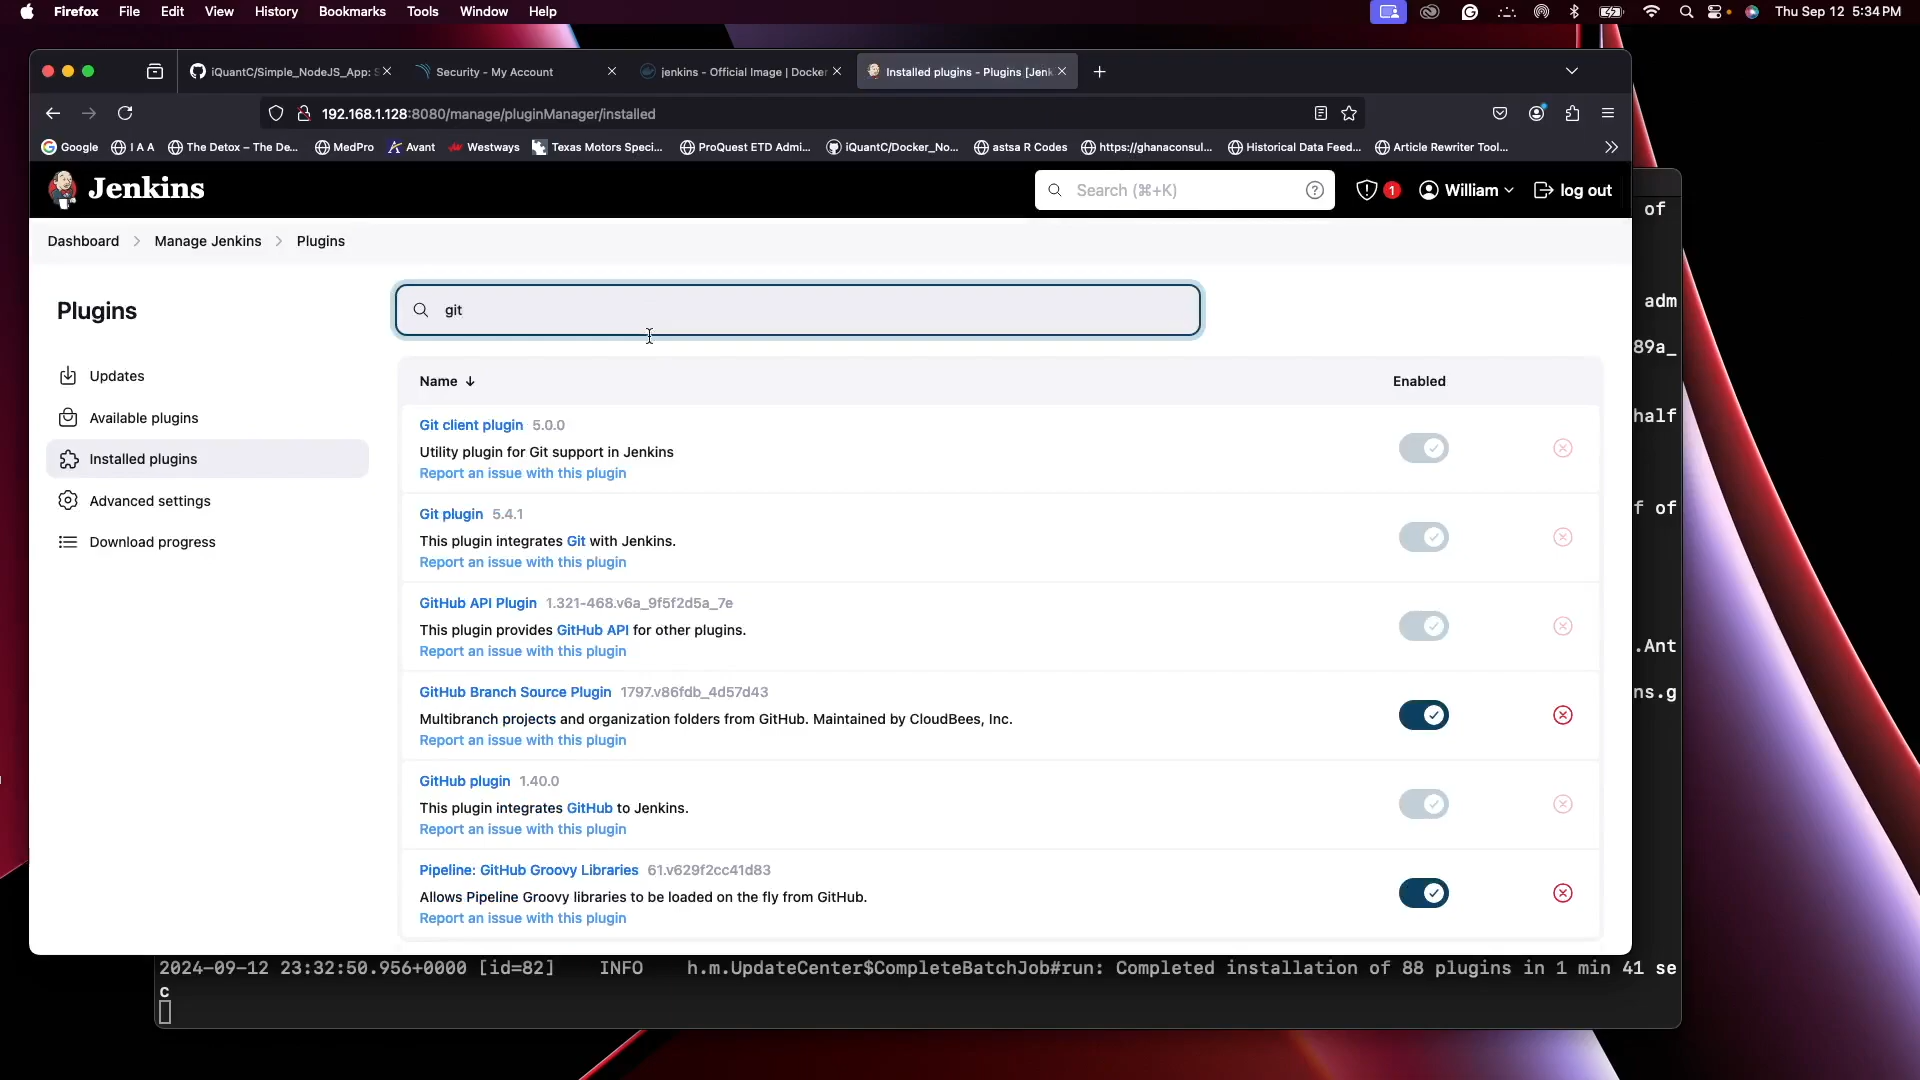 Firefox File Edit View History Bookmarks Tools Window Help Thu Sep 12 5:34 PM
iQuantC/Simple_NodeJS_App: S Security - My Account jenkins - Official Image | Docker Installed plugins - Plugins [Jenk
192.168.1.128:8080/manage/pluginManager/installed
Google I A A The Detox – The De... MedPro Avant Westways Texas Motors Speci... ProQuest ETD Admi... iQuantC/Docker_No... astsa R Codes https://ghanaconsul... Historical Data Feed... Article Rewriter Tool...
Jenkins Search (⌘+K) 1 William log out
Dashboard Manage Jenkins Plugins
Plugins
Updates
Available plugins
Installed plugins
Advanced settings
Download progress
git
Name ↓ Enabled
Git client plugin 5.0.0
Utility plugin for Git support in Jenkins
Report an issue with this plugin
Git plugin 5.4.1
This plugin integrates Git with Jenkins.
Report an issue with this plugin
GitHub API Plugin 1.321-468.v6a_9f5f2d5a_7e
This plugin provides GitHub API for other plugins.
Report an issue with this plugin
GitHub Branch Source Plugin 1797.v86fdb_4d57d43
Multibranch projects and organization folders from GitHub. Maintained by CloudBees, Inc.
Report an issue with this plugin
GitHub plugin 1.40.0
This plugin integrates GitHub to Jenkins.
Report an issue with this plugin
Pipeline: GitHub Groovy Libraries 61.v629f2cc41d83
Allows Pipeline Groovy libraries to be loaded on the fly from GitHub.
Report an issue with this plugin
of
adm
89a_
half
f of
.Ant
ns.g
2024-09-12 23:32:50.956+0000 [id=82] INFO h.m.UpdateCenter$CompleteBatchJob#run: Completed installation of 88 plugins in 1 min 41 se
c